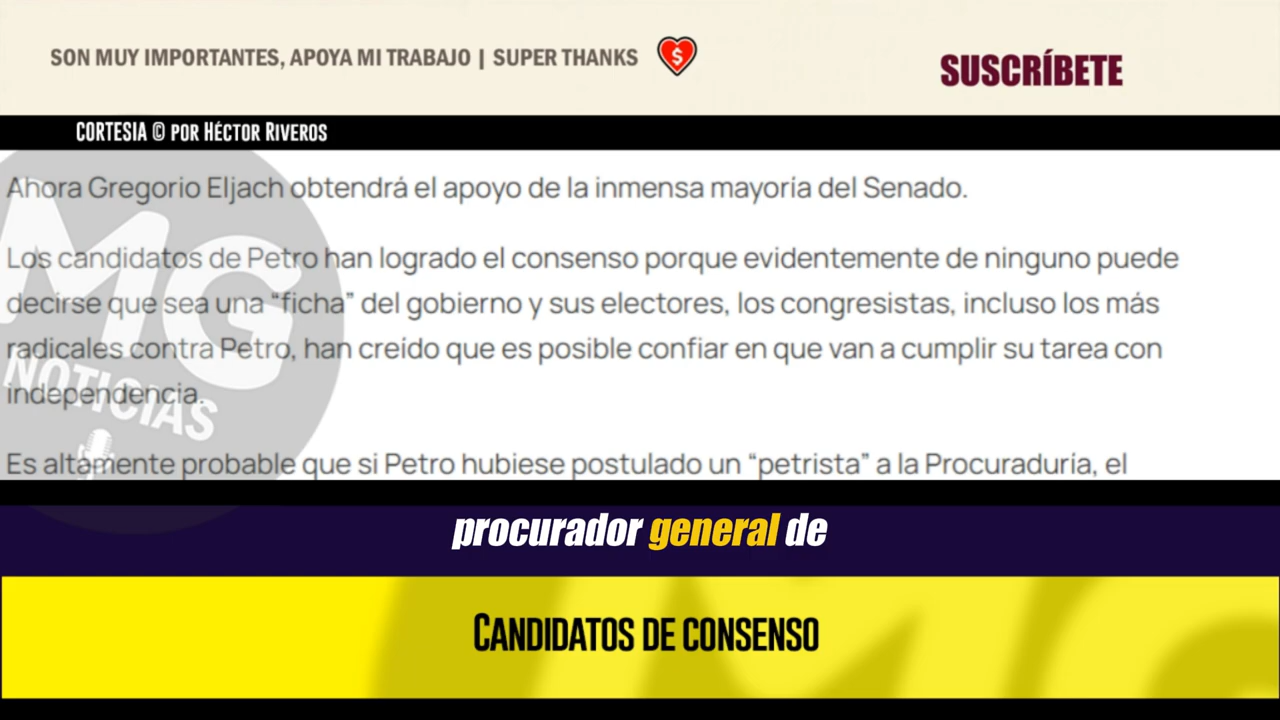 SON MUY IMPORTANTES, APOYA MI TRABAJO | SUPER THANKS
$
SUSCRÍBETE
CORTESIA © POR HÉCTOR RIVEROS
Ahora Gregorio Eljach obtendrá el apoyo de la inmensa mayoría del Senado.
Los candidatos de Petro han logrado el consenso porque evidentemente de ninguno puede
decirse que sea una “ficha” del gobierno y sus electores, los congresistas, incluso los más
radicales contra Petro, han creído que es posible confiar en que van a cumplir su tarea con
independencia.
Es altamente probable que si Petro hubiese postulado un “petrista” a la Procuraduría, el
MG
NOTICIAS
procurador general de
CANDIDATOS DE CONSENSO